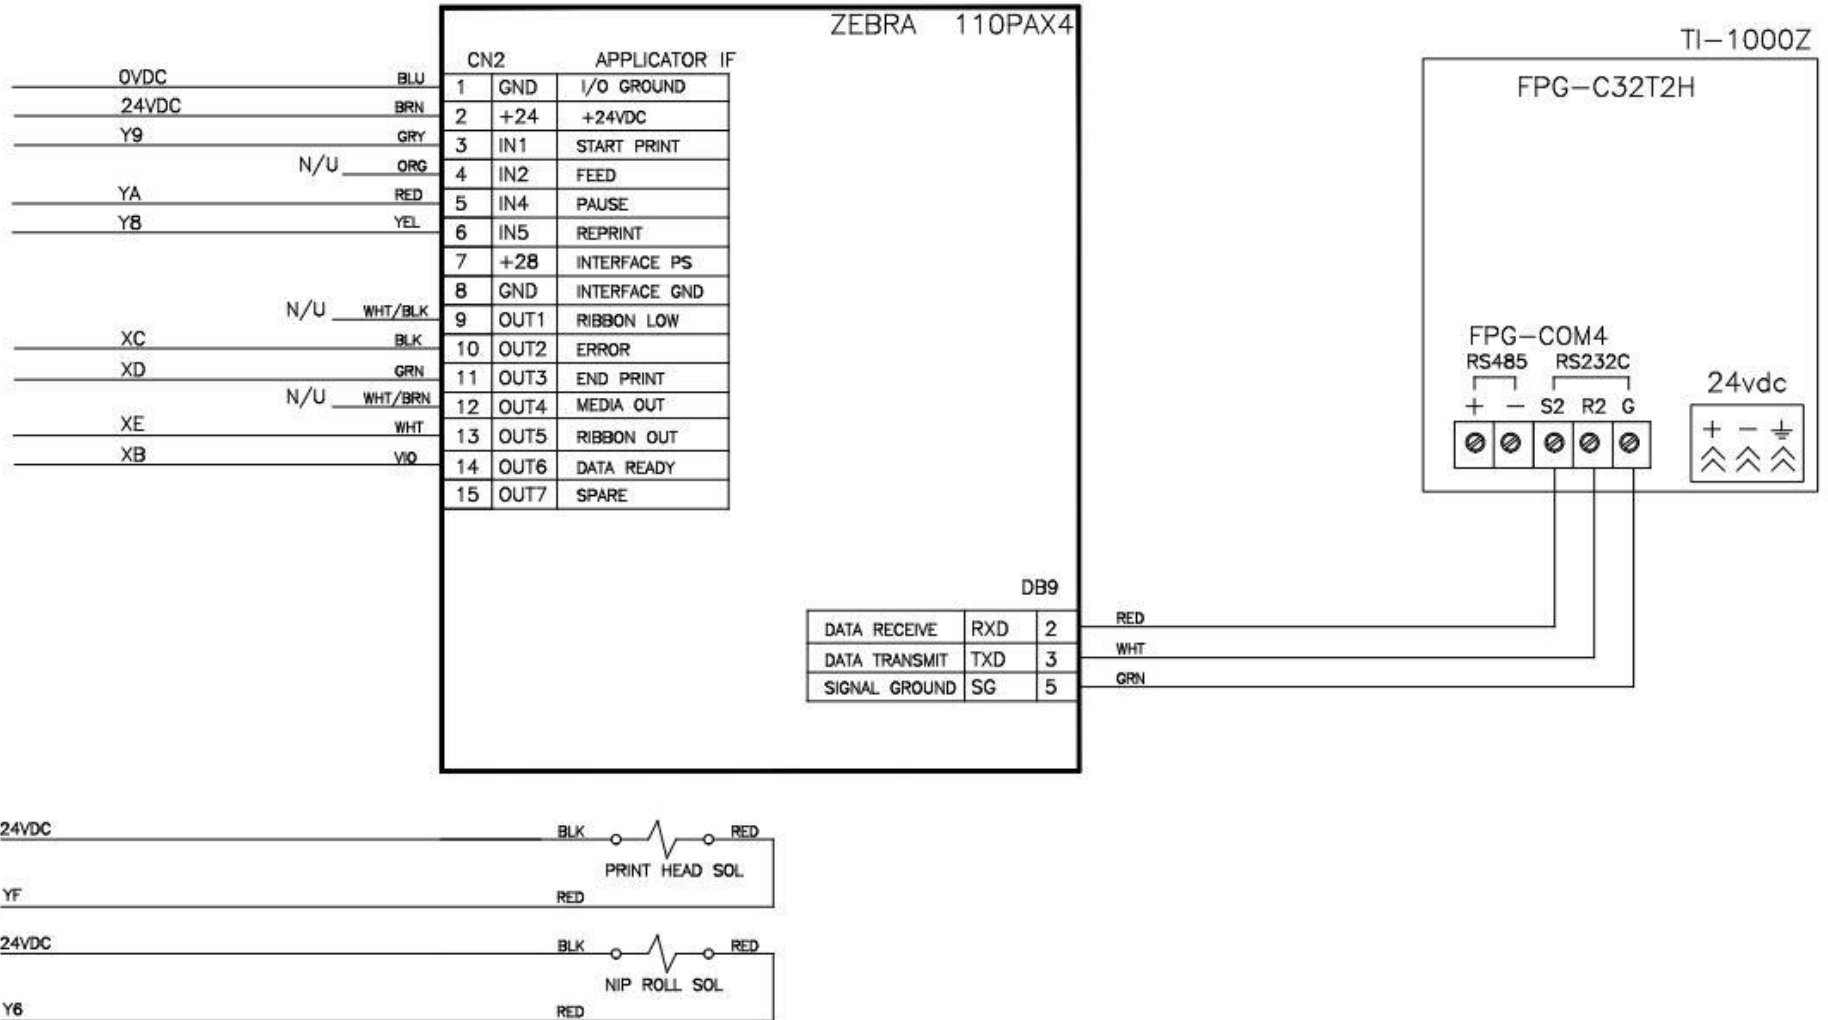 ZEBRA 110PAX4
CN2 APPLICATOR IF
0VDC BLU 1 GND I/O GROUND
24VDC BRN 2 +24 +24VDC
Y9 GRY 3 IN1 START PRINT
N/U ORG 4 IN2 FEED
YA RED 5 IN4 PAUSE
Y8 YEL 6 IN5 REPRINT
7 +28 INTERFACE PS
8 GND INTERFACE GND
N/U WHT/BLK 9 OUT1 RIBBON LOW
XC BLK 10 OUT2 ERROR
XD GRN 11 OUT3 END PRINT
N/U WHT/BRN 12 OUT4 MEDIA OUT
XE WHT 13 OUT5 RIBBON OUT
XB VIO 14 OUT6 DATA READY
15 OUT7 SPARE
DB9
DATA RECEIVE RXD 2 RED
DATA TRANSMIT TXD 3 WHT
SIGNAL GROUND SG 5 GRN
TI-1000Z
FPG-C32T2H
FPG-COM4
RS485 RS232C
+ - S2 R2 G
24vdc
+ -
24VDC BLK RED
PRINT HEAD SOL
YF RED
24VDC BLK RED
NIP ROLL SOL
Y6 RED